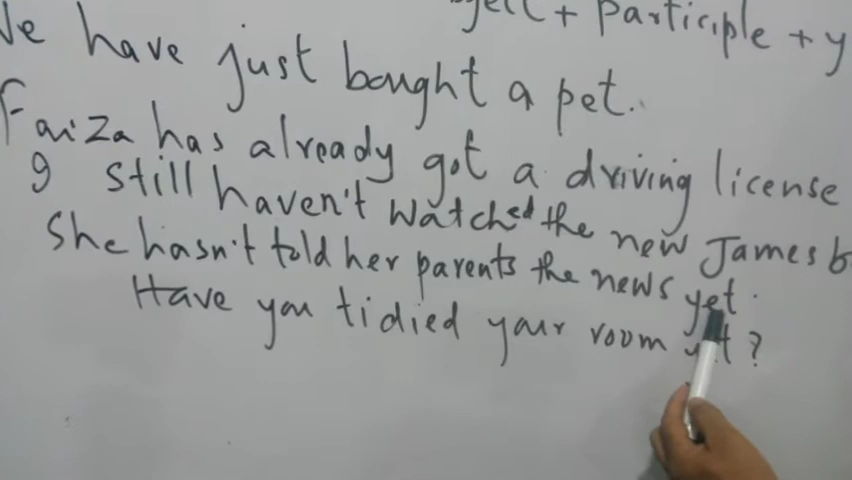 ject + participle + y
We have just bought a pet.
Faiza has already got a driving license
I still haven't watched the new James b
She hasn't told her parents the news yet.
Have you tidied your room yet?